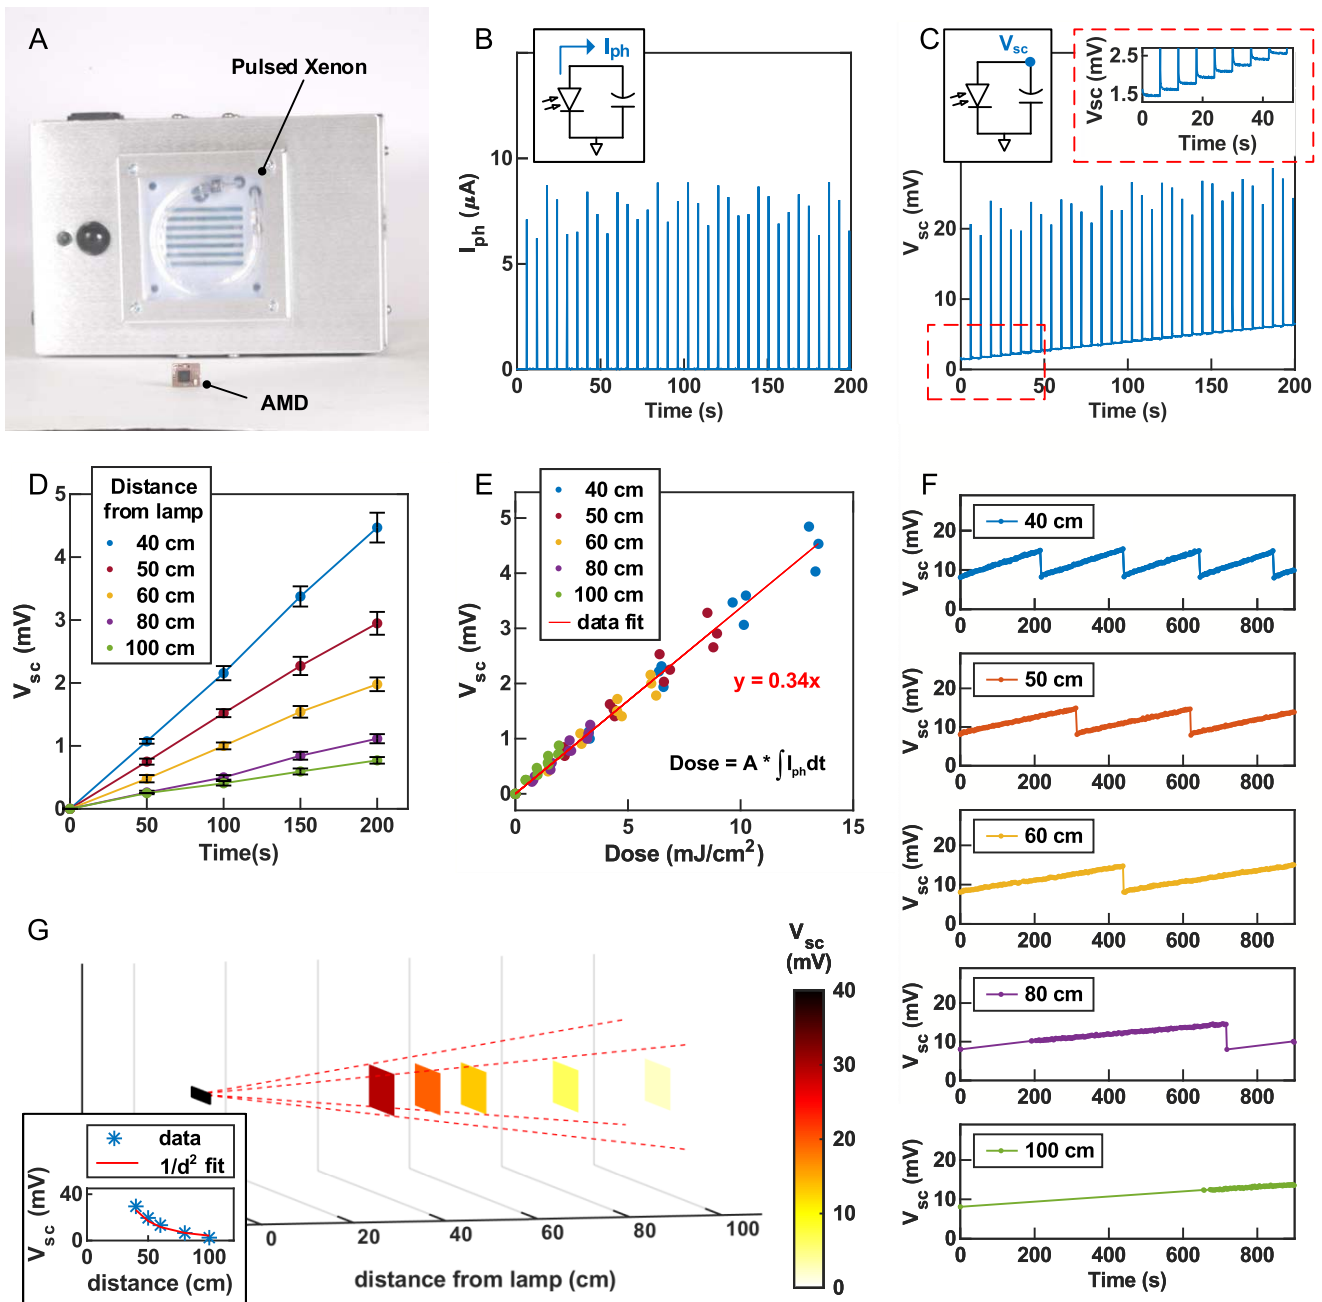 A
Pulsed Xenon
AMD
B
I_ph
I_ph (μA)
10
5
0
0 50 100 150 200
Time (s)
C
V_sc
Vsc (mV)
2.5
1.5
0 20 40
Time (s)
V_sc (mV)
20
10
0
0 50 100 150 200
Time (s)
D
Distance
from lamp
40 cm
50 cm
60 cm
80 cm
100 cm
V_sc (mV)
5
4
3
2
1
0
0 50 100 150 200
Time(s)
E
40 cm
50 cm
60 cm
80 cm
100 cm
data fit
y = 0.34x
Dose = A * ∫I_ph dt
V_sc (mV)
5
4
3
2
1
0
0 5 10 15
Dose (mJ/cm²)
F
40 cm
V_sc (mV)
20
10
0
0 200 400 600 800
50 cm
V_sc (mV)
20
10
0
0 200 400 600 800
60 cm
V_sc (mV)
20
10
0
0 200 400 600 800
80 cm
V_sc (mV)
20
10
0
0 200 400 600 800
100 cm
V_sc (mV)
20
10
0
0 200 400 600 800
Time (s)
G
V_sc
(mV)
40
30
20
10
0
0 20 40 60 80 100
distance from lamp (cm)
data
1/d² fit
V_sc (mV)
40
0
0 50 100
distance (cm)